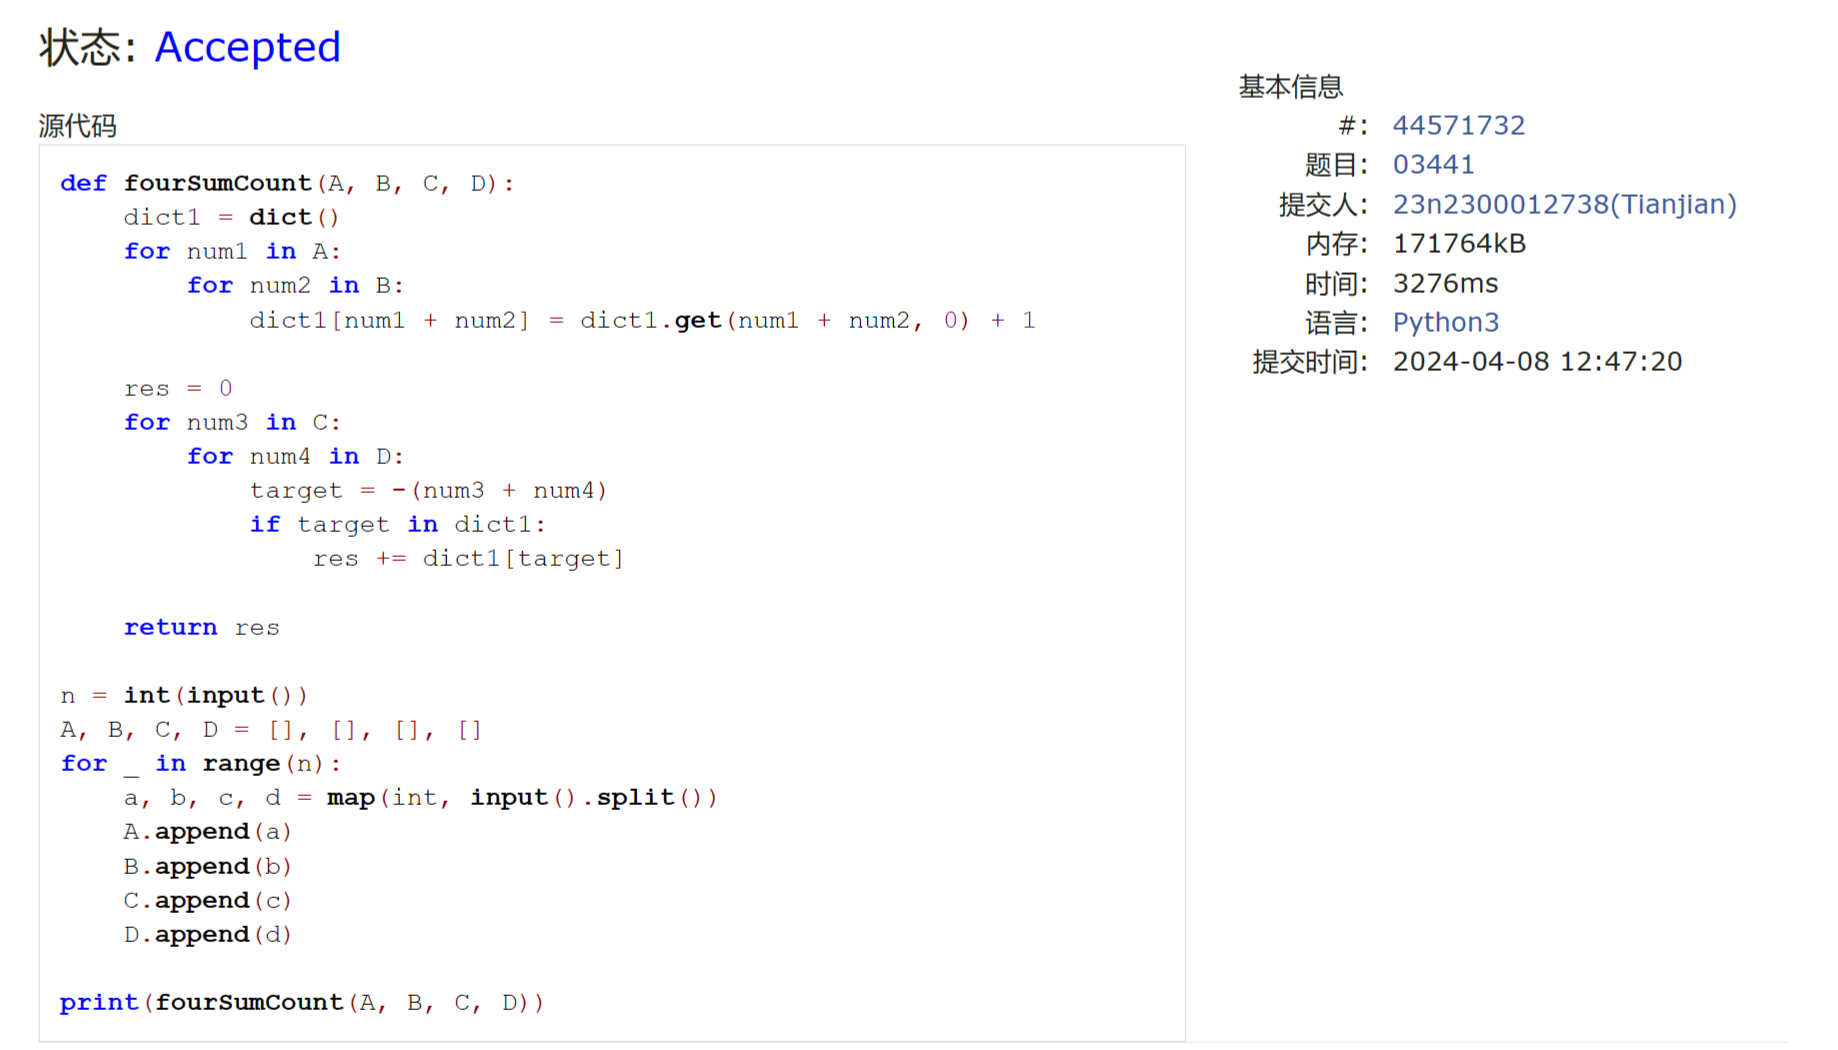 状态: Accepted
源代码
def fourSumCount(A, B, C, D):
    dict1 = dict()
    for num1 in A:
        for num2 in B:
            dict1[num1 + num2] = dict1.get(num1 + num2, 0) + 1
    res = 0
    for num3 in C:
        for num4 in D:
            target = -(num3 + num4)
            if target in dict1:
                res += dict1[target]
    return res
n = int(input())
A, B, C, D = [], [], [], []
for _ in range(n):
    a, b, c, d = map(int, input().split())
    A.append(a)
    B.append(b)
    C.append(c)
    D.append(d)
print(fourSumCount(A, B, C, D))
基本信息
#: 44571732
题目: 03441
提交人: 23n2300012738(Tianjian)
内存: 171764kB
时间: 3276ms
语言: Python3
提交时间: 2024-04-08 12:47:20